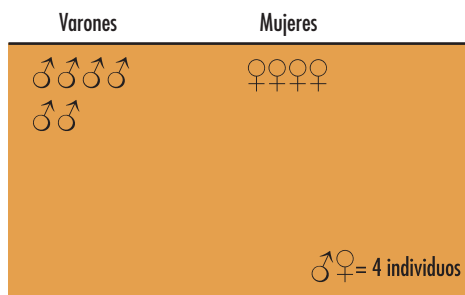 Varones Mujeres
♂♂♂♂ ♀♀♀♀
♂♂
♂♀= 4 individuos